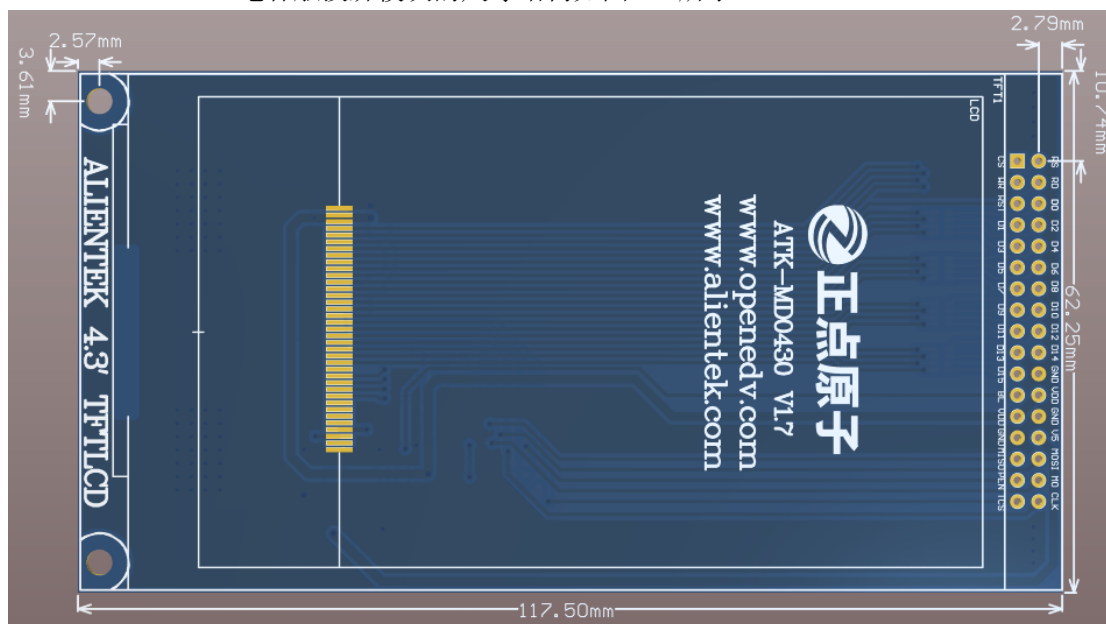 2.57mm
3.61mm
2.79mm
10.74mm
62.25mm
117.50mm
TFT1
LCD
ALIENTEK 4.3' TFTLCD
正点原子
ATK-MD0430 V1.7
www.openedv.com
www.alientek.com
CS RS
WR RD
RST D0
D1 D2
D3 D4
D5 D6
D7 D8
D9 D10
D11 D12
D13 D14
D15 GND
BL VDD
VDD GND
GND V5
MISO MOSI
PEN MO
TCS CLK